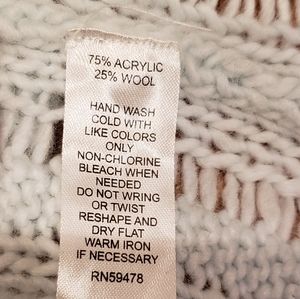 75% ACRYLIC
25% WOOL
HAND WASH
COLD WITH
LIKE COLORS
ONLY
NON-CHLORINE
BLEACH WHEN
NEEDED
DO NOT WRING
OR TWIST
RESHAPE AND
DRY FLAT
WARM IRON
IF NECESSARY
RN59478